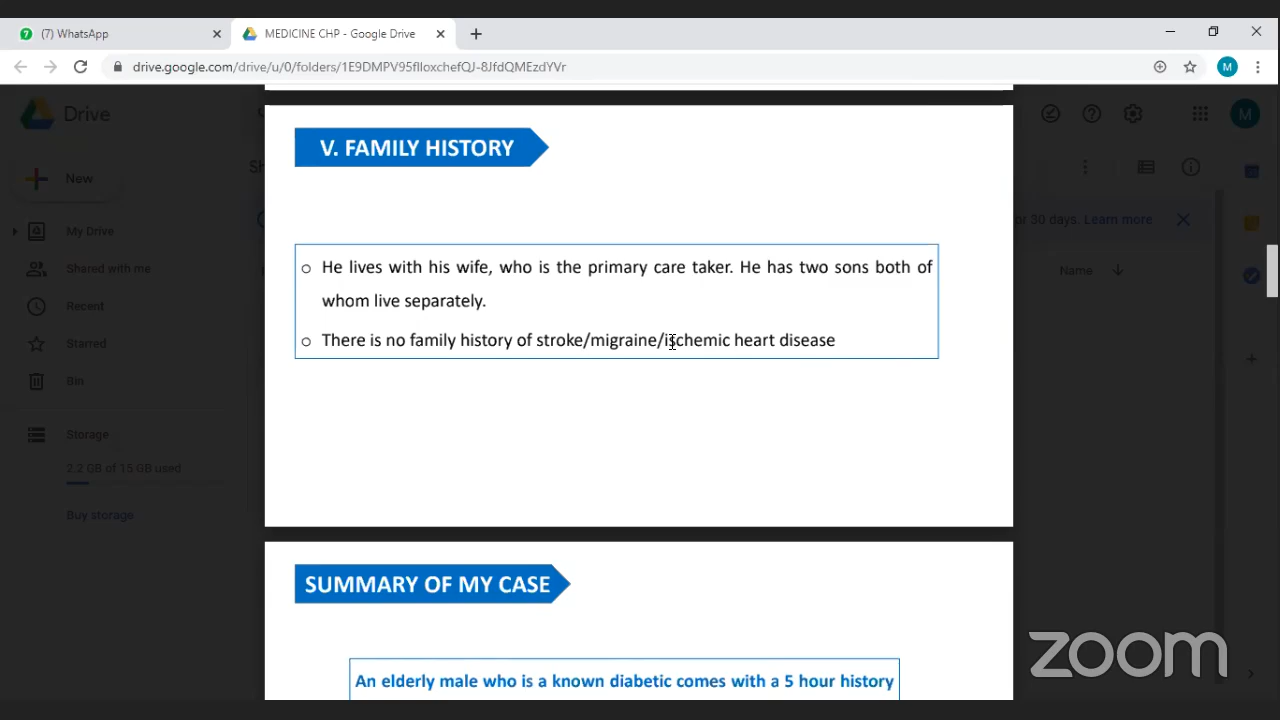 (7) WhatsApp
MEDICINE CHP - Google Drive
drive.google.com/drive/u/0/folders/1E9DMPV95flloxchefQJ-8JfdQMEzdYVr
M
Drive
M
V. FAMILY HISTORY
New
or 30 days. Learn more
My Drive
Shared with me
Name
Recent
Starred
Bin
Storage
2.2 GB of 15 GB used
Buy storage
He lives with his wife, who is the primary care taker. He has two sons both of
whom live separately.
There is no family history of stroke/migraine/ischemic heart disease
SUMMARY OF MY CASE
An elderly male who is a known diabetic comes with a 5 hour history
zoom